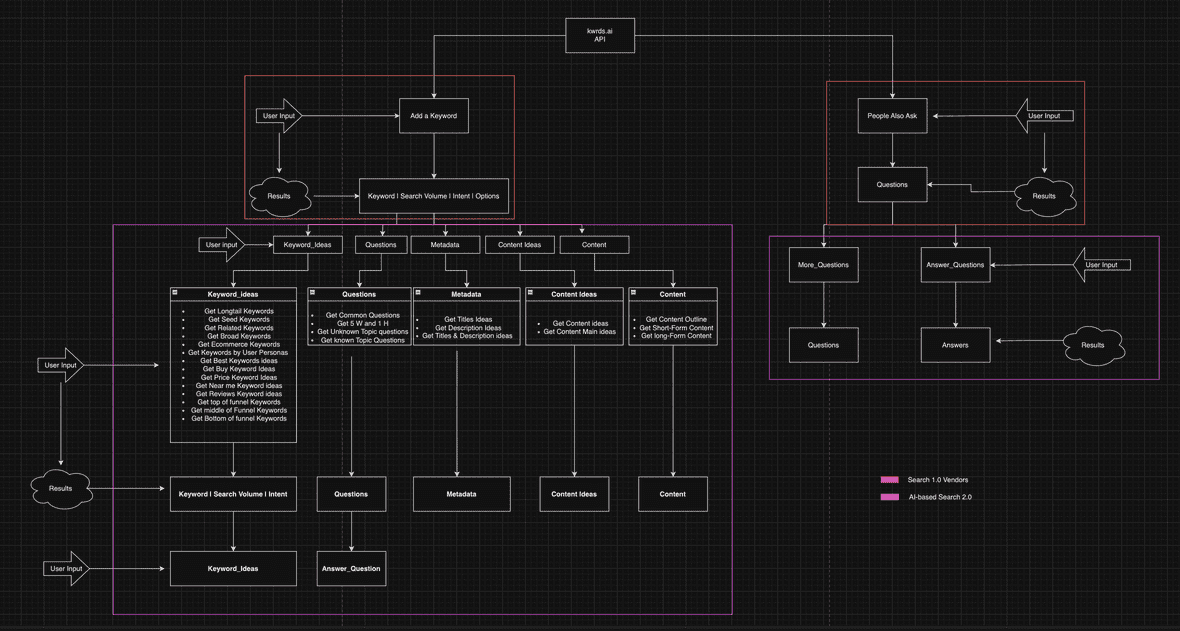 kwrds.ai
API
User Input
Add a Keyword
People Also Ask
User Input
Results
Keyword | Search Volume | Intent | Options
Questions
Results
User input
Keyword_Ideas
Questions
Metadata
Content Ideas
Content
More_Questions
Answer_Questions
User Input
Keyword_ideas
Get Longtail Keywords
Get Seed Keywords
Get Related Keywords
Get Broad Keywords
Get Ecommerce Keywords
Get Keywords by User Personas
Get Best Keywords ideas
Get Buy Keyword Ideas
Get Price Keyword Ideas
Get Near me Keyword ideas
Get Reviews Keyword ideas
Get top of funnel Keywords
Get middle of Funnel Keywords
Get Bottom of funnel Keywords
Questions
Get Common Questions
Get 5 W and 1 H
Get Unknown Topic questions
Get known Topic Questions
Metadata
Get Titles Ideas
Get Description Ideas
Get Titles & Description ideas
Content Ideas
Get Content ideas
Get Content Main ideas
Content
Get Content Outline
Get Short-Form Content
Get long-Form Content
Questions
Answers
Results
User Input
Results
Keyword | Search Volume | Intent
Questions
Metadata
Content Ideas
Content
Search 1.0 Vendors
AI-based Search 2.0
User Input
Keyword_Ideas
Answer_Question